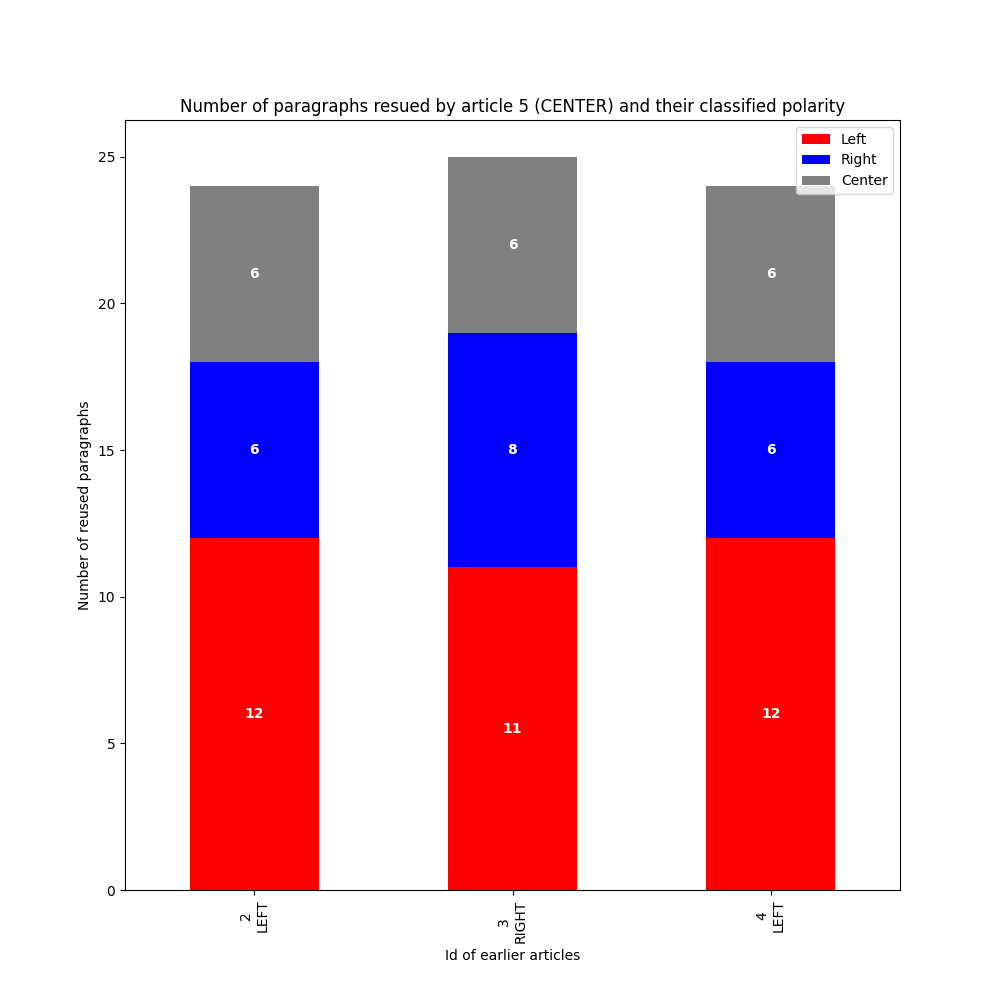 Number of paragraphs resued by article 5 (CENTER) and their classified polarity
Left
Right
Center
25
20
15
10
5
0
Number of reused paragraphs
6
6
6
6
8
6
12
11
12
2
LEFT
3
RIGHT
4
LEFT
Id of earlier articles